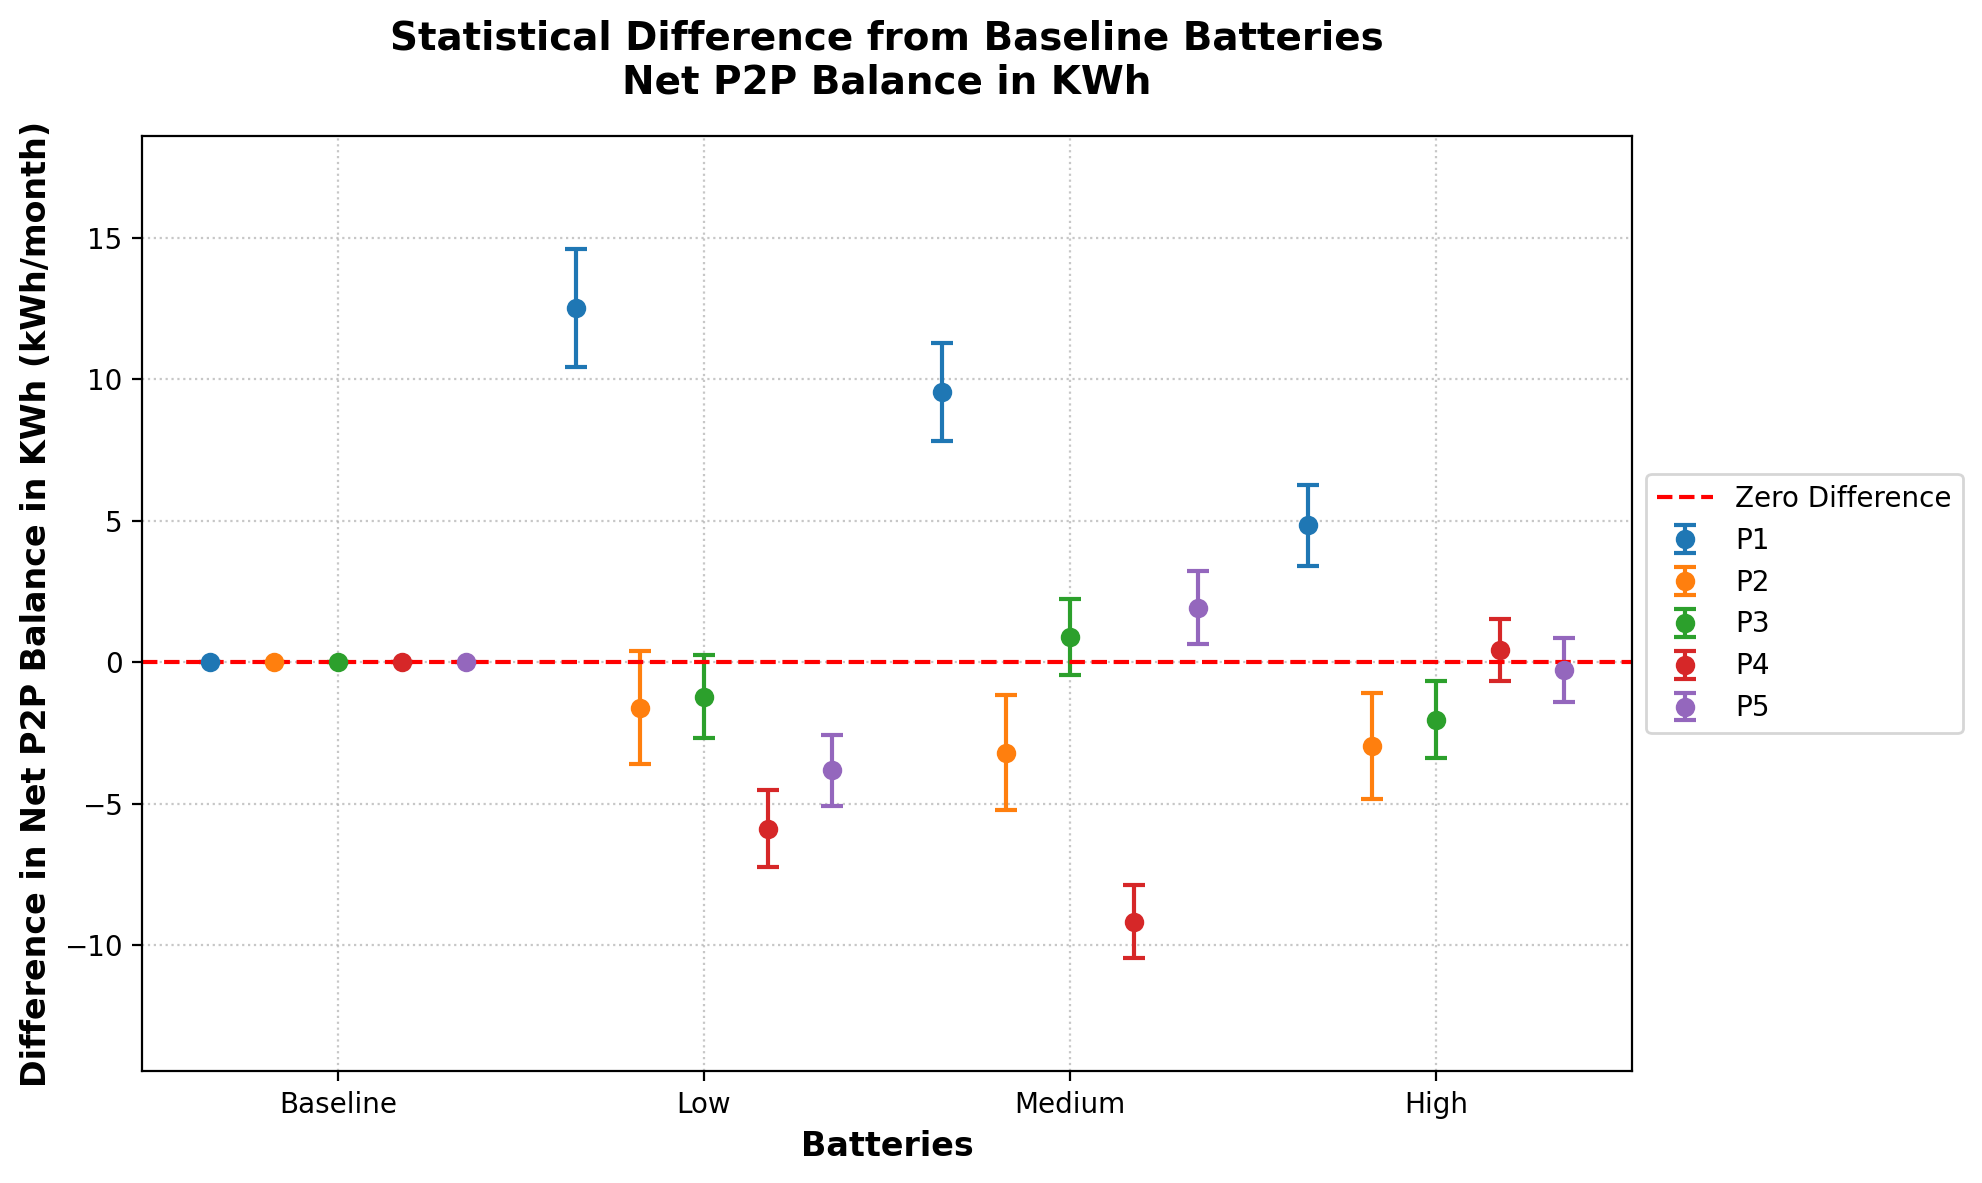 Statistical Difference from Baseline Batteries
Net P2P Balance in KWh
Difference in Net P2P Balance in KWh (kWh/month)
15
10
5
0
−5
−10
Baseline
Low
Medium
High
Batteries
Zero Difference
P1
P2
P3
P4
P5